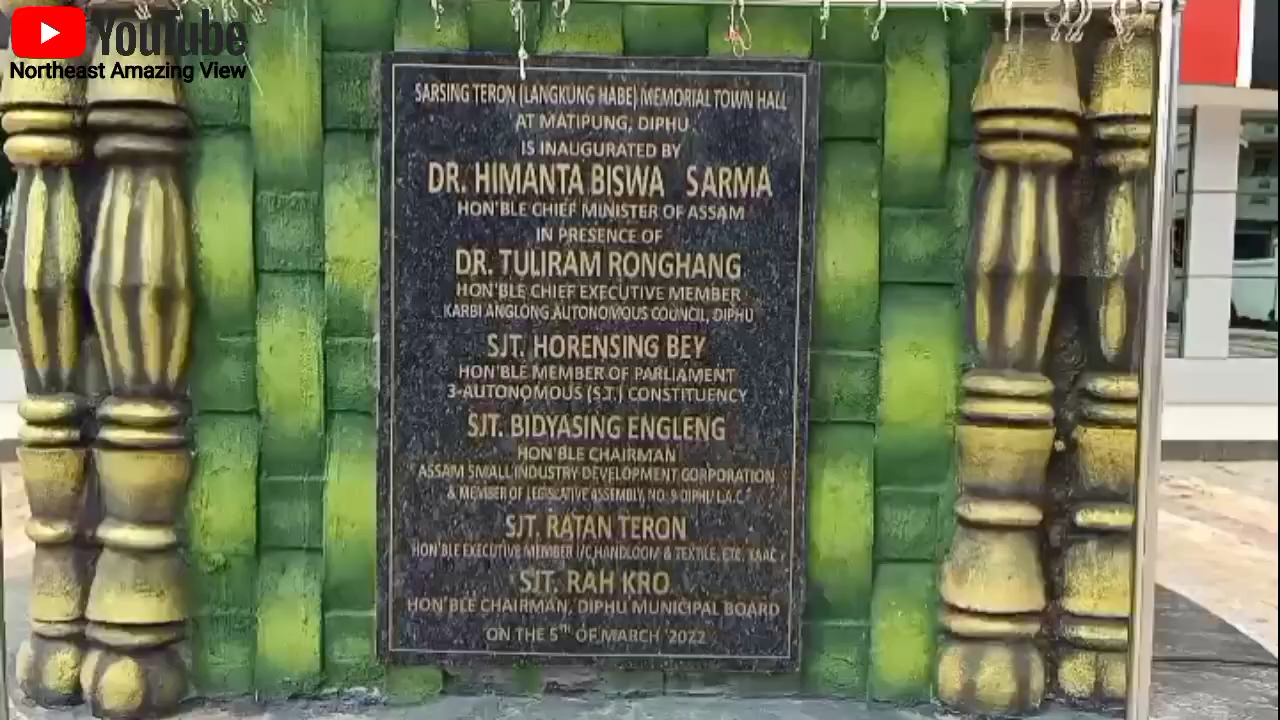 YouTube
Northeast Amazing View
SARSING TERON (LANGKUNG HABE) MEMORIAL TOWN HALL
AT MATIPUNG, DIPHU
IS INAUGURATED BY
DR. HIMANTA BISWA SARMA
HON'BLE CHIEF MINISTER OF ASSAM
IN PRESENCE OF
DR. TULIRAM RONGHANG
HON'BLE CHIEF EXECUTIVE MEMBER
KARBI ANGLONG AUTONOMOUS COUNCIL, DIPHU
SJT. HORENSING BEY
HON'BLE MEMBER OF PARLIAMENT
3-AUTONOMOUS (S.T.) CONSTITUENCY
SJT. BIDYASING ENGLENG
HON'BLE CHAIRMAN
ASSAM SMALL INDUSTRY DEVELOPMENT CORPORATION
& MEMBER OF LEGISLATIVE ASSEMBLY, NO. 9 DIPHU L.A.C.
SJT. RATAN TERON
HON'BLE EXECUTIVE MEMBER I/C HANDLOOM & TEXTILE, ETC. KAAC
SJT. RAH KRO
HON'BLE CHAIRMAN, DIPHU MUNICIPAL BOARD
ON THE 5TH OF MARCH '2022